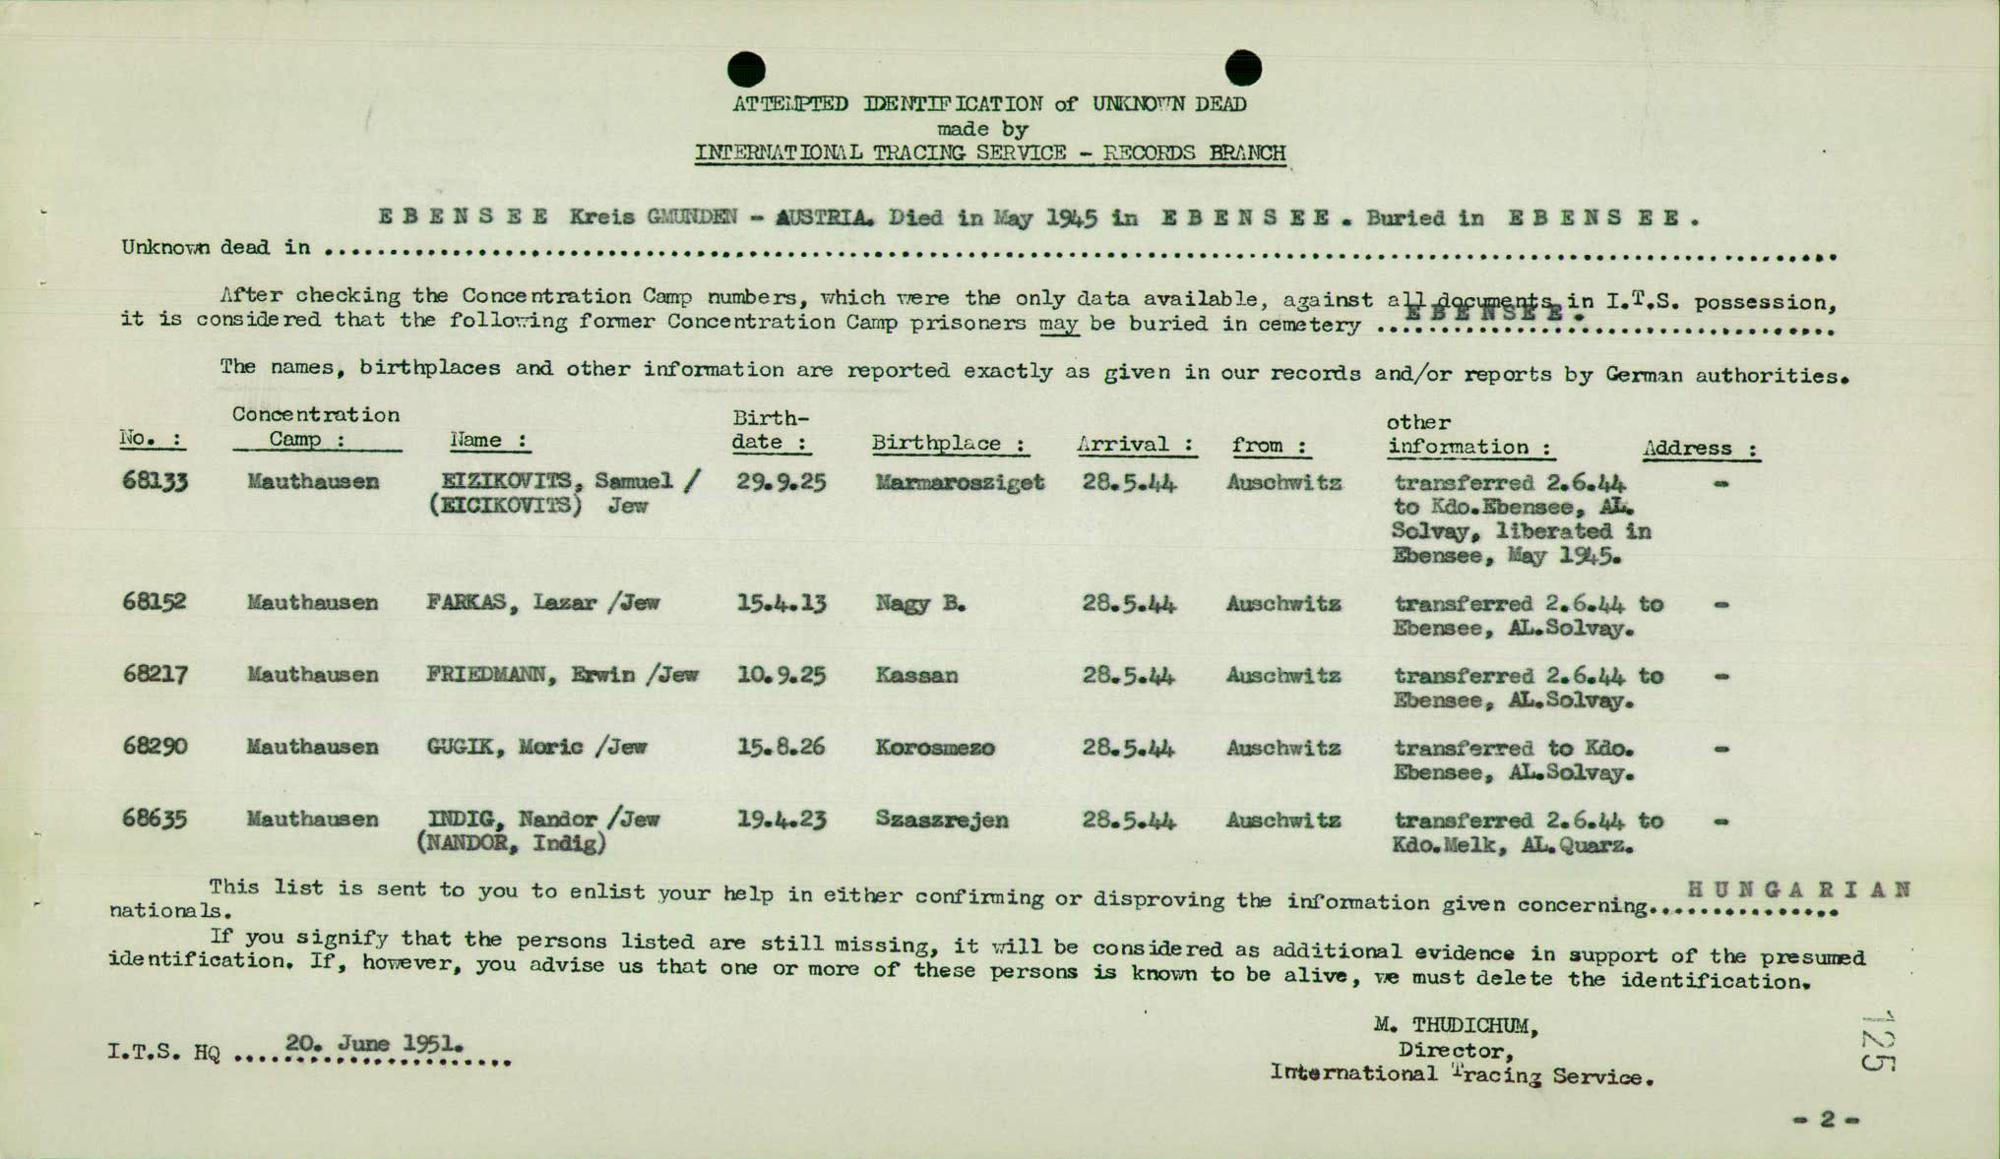 ATTEMPTED IDENTIFICATION of UNKNOWN DEAD
made by
INTERNATIONAL TRACING SERVICE - RECORDS BRANCH
E B E N S E E Kreis GMUNDEN - AUSTRIA. Died in May 1945 in E B E N S E E . Buried in E B E N S E E .
Unknown dead in ........................................
After checking the Concentration Camp numbers, which were the only data available, against all documents in I.T.S. possession,
it is considered that the following former Concentration Camp prisoners may be buried in cemetery E B E N S E E .
The names, birthplaces and other information are reported exactly as given in our records and/or reports by German authorities.
No. : Concentration Camp : Name : Birth-date : Birthplace : Arrival : from : other information : Address :
68133 Mauthausen EIZIKOVITS, Samuel / 29.9.25 Marmarosziget 28.5.44 Auschwitz transferred 2.6.44 -
(EICIKOVITS) Jew to Kdo.Ebensee, AL.
Solvay, liberated in
Ebensee, May 1945.
68152 Mauthausen FARKAS, Lazar /Jew 15.4.13 Nagy B. 28.5.44 Auschwitz transferred 2.6.44 to -
Ebensee, AL.Solvay.
68217 Mauthausen FRIEDMANN, Erwin /Jew 10.9.25 Kassan 28.5.44 Auschwitz transferred 2.6.44 to -
Ebensee, AL.Solvay.
68290 Mauthausen GUGIK, Moric /Jew 15.8.26 Korosmezo 28.5.44 Auschwitz transferred to Kdo. -
Ebensee, AL.Solvay.
68635 Mauthausen INDIG, Nandor /Jew 19.4.23 Szaszrejen 28.5.44 Auschwitz transferred 2.6.44 to -
(NANDOR, Indig) Kdo.Melk, AL.Quarz.
This list is sent to you to enlist your help in either confirming or disproving the information given concerning H U N G A R I A N
nationals.
If you signify that the persons listed are still missing, it will be considered as additional evidence in support of the presumed
identification. If, however, you advise us that one or more of these persons is known to be alive, we must delete the identification.
I.T.S. HQ 20. June 1951.
M. THUDICHUM,
Director,
International Tracing Service.
125
- 2 -